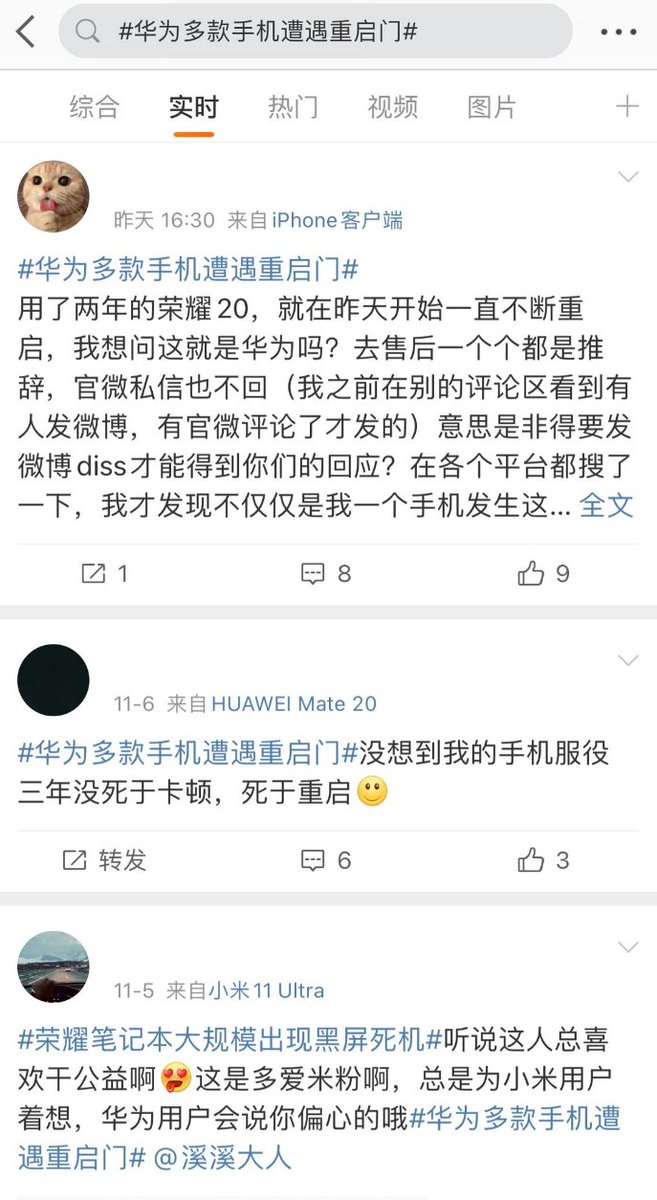 #华为多款手机遭遇重启门#
综合 实时 热门 视频 图片
昨天 16:30 来自iPhone客户端
#华为多款手机遭遇重启门#
用了两年的荣耀20，就在昨天开始一直不断重
启，我想问这就是华为吗？去售后一个个都是推
辞，官微私信也不回（我之前在别的评论区看到有
人发微博，有官微评论了才发的）意思是非得要发
微博diss才能得到你们的回应？在各个平台都搜了
一下，我才发现不仅仅是我一个手机发生这... 全文
1 8 9
11-6 来自HUAWEI Mate 20
#华为多款手机遭遇重启门#没想到我的手机服役
三年没死于卡顿，死于重启🙂
转发 6 3
11-5 来自小米11 Ultra
#荣耀笔记本大规模出现黑屏死机#听说这人总喜
欢干公益啊😍这是多爱米粉啊，总是为小米用户
着想，华为用户会说你偏心的哦#华为多款手机遭
遇重启门# @溪溪大人